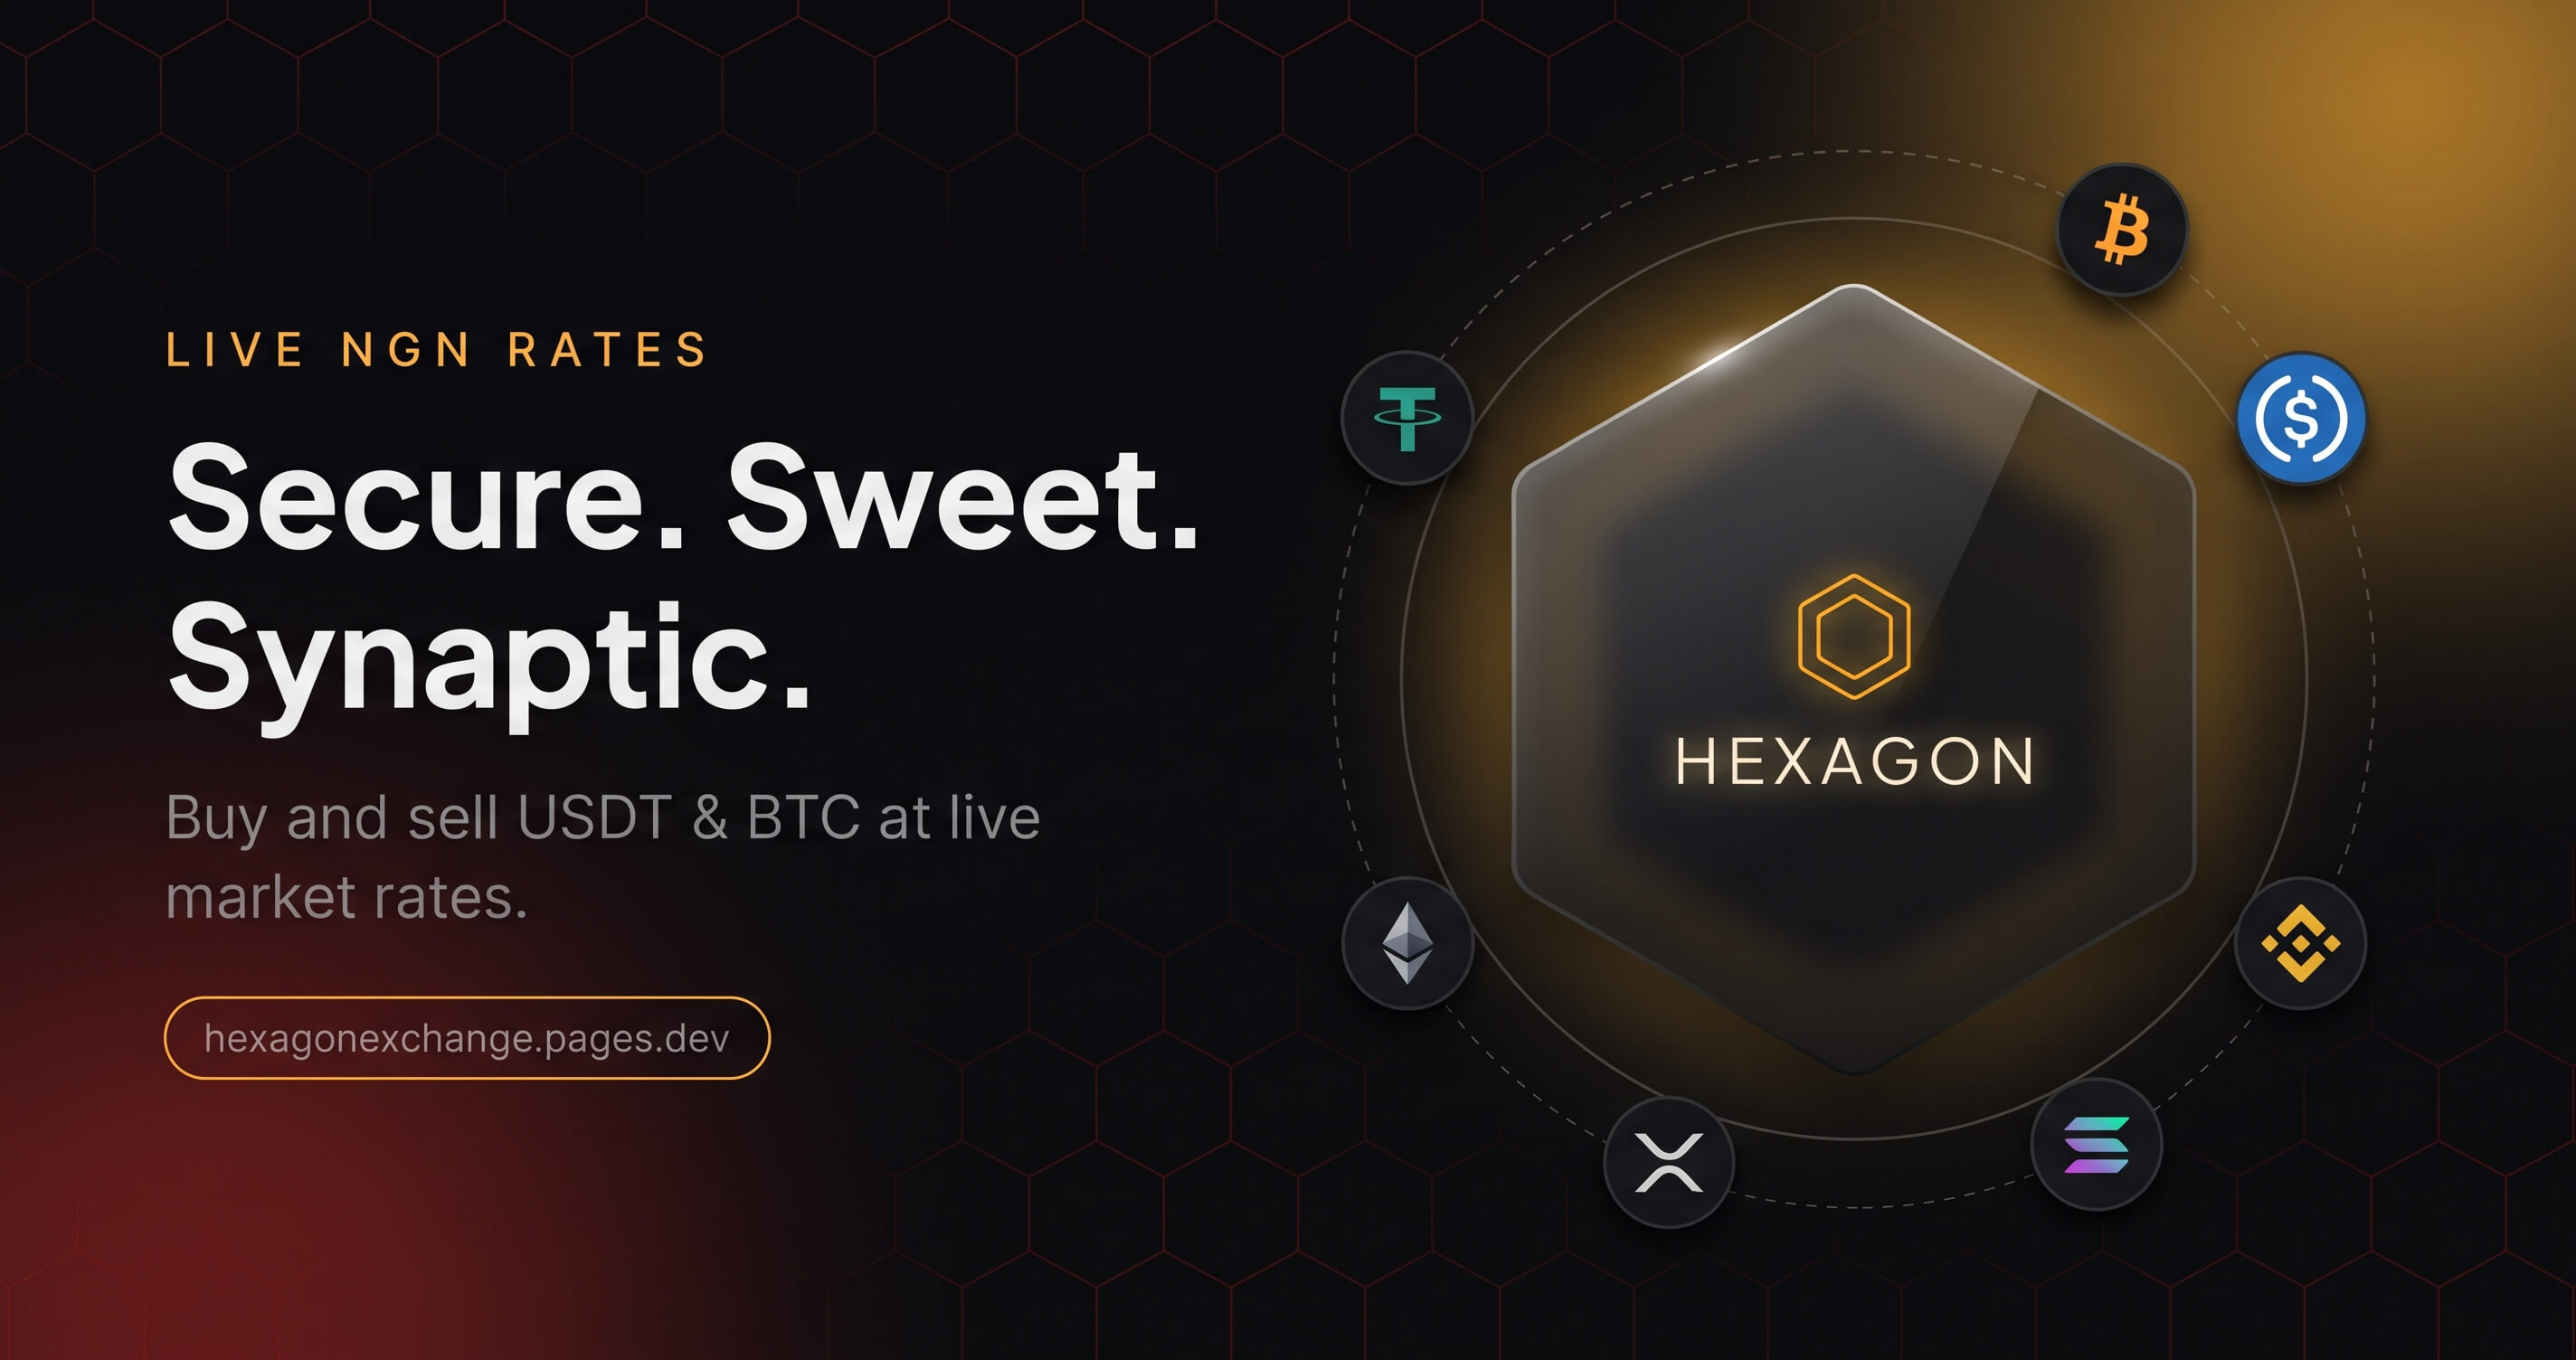 LIVE NGN RATES
Secure. Sweet.
Synaptic.
Buy and sell USDT & BTC at live
market rates.
hexagonexchange.pages.dev
HEXAGON